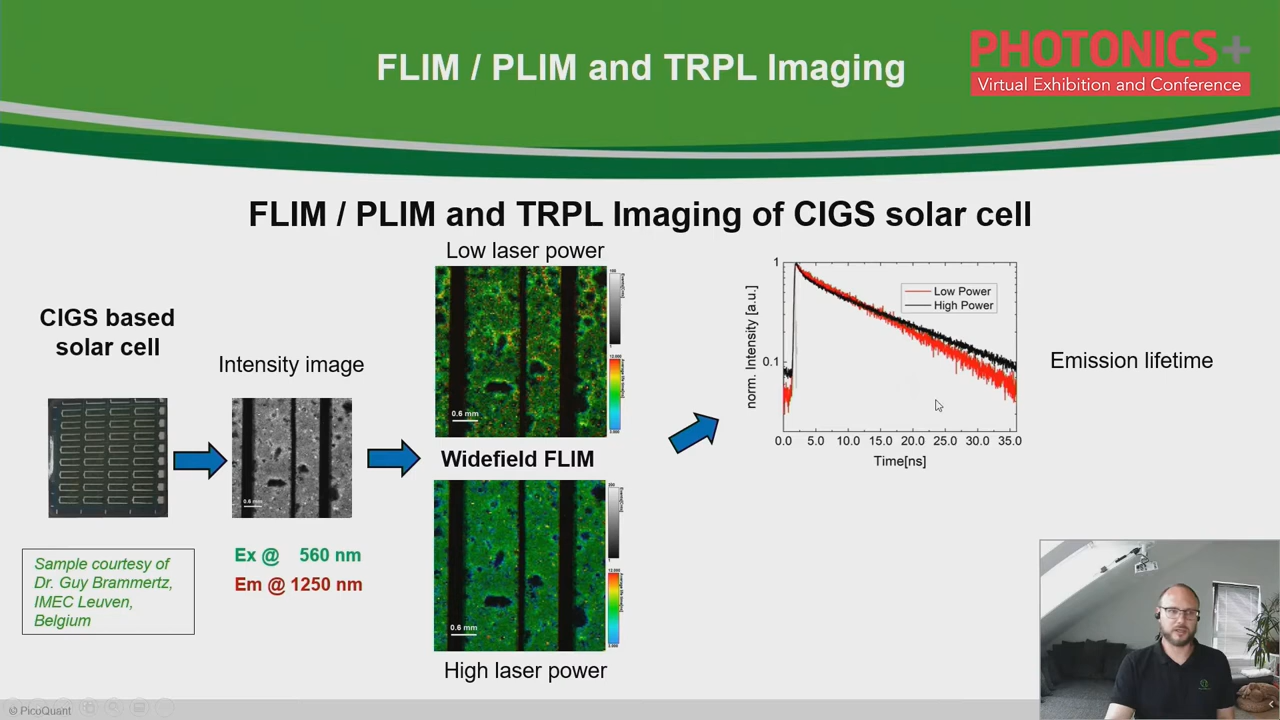 FLIM / PLIM and TRPL Imaging
PHOTONICS+
Virtual Exhibition and Conference
FLIM / PLIM and TRPL Imaging of CIGS solar cell
CIGS based
solar cell
Sample courtesy of
Dr. Guy Brammertz,
IMEC Leuven,
Belgium
Intensity image
0.6 mm
Ex @ 560 nm
Em @ 1250 nm
Low laser power
0.6 mm
Widefield FLIM
0.6 mm
High laser power
norm. Intensity [a.u.]
1
0.1
Low Power
High Power
0.0 5.0 10.0 15.0 20.0 25.0 30.0 35.0
Time[ns]
Emission lifetime
© PicoQuant